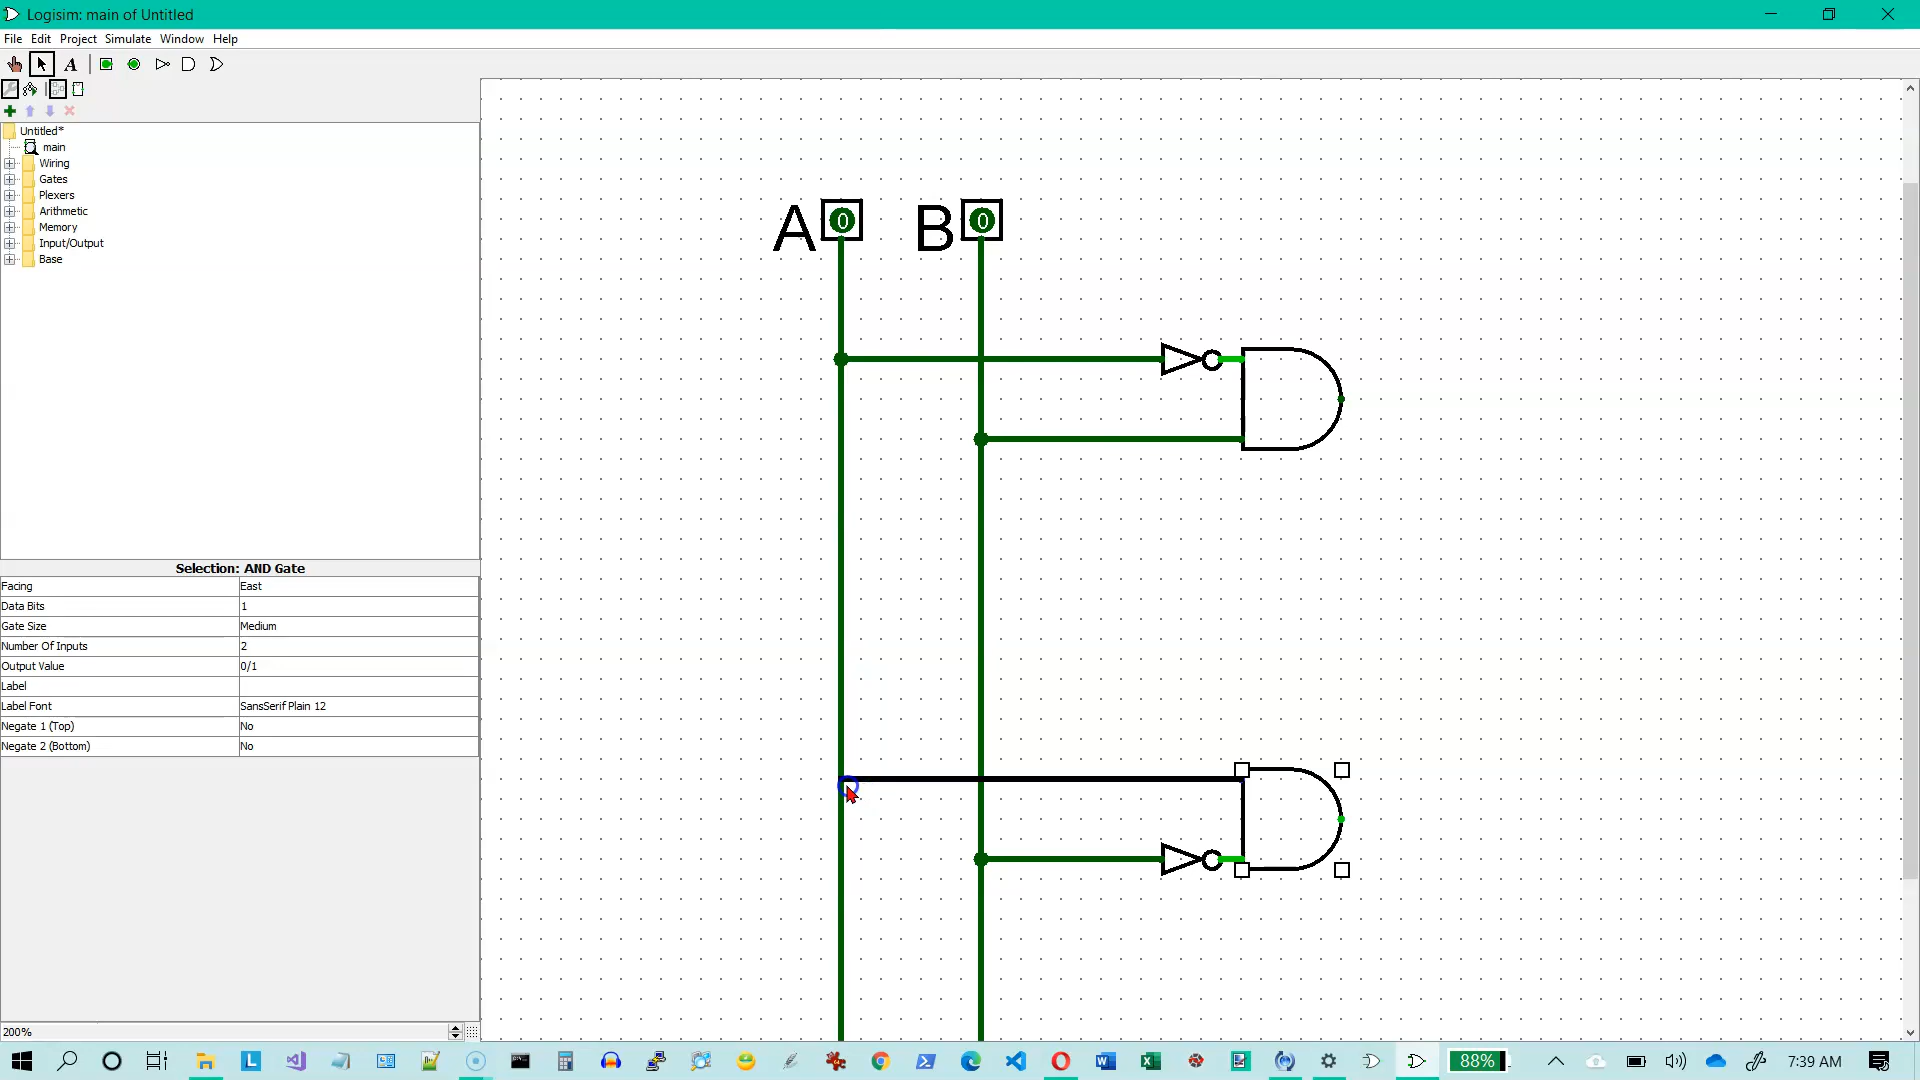 Logisim: main of Untitled
File Edit Project Simulate Window Help
A
Untitled*
main
Wiring
Gates
Plexers
Arithmetic
Memory
Input/Output
Base
A 0 B 0
Selection: AND Gate
Facing East
Data Bits 1
Gate Size Medium
Number Of Inputs 2
Output Value 0/1
Label
Label Font SansSerif Plain 12
Negate 1 (Top) No
Negate 2 (Bottom) No
200%
L W X 88% 7:39 AM